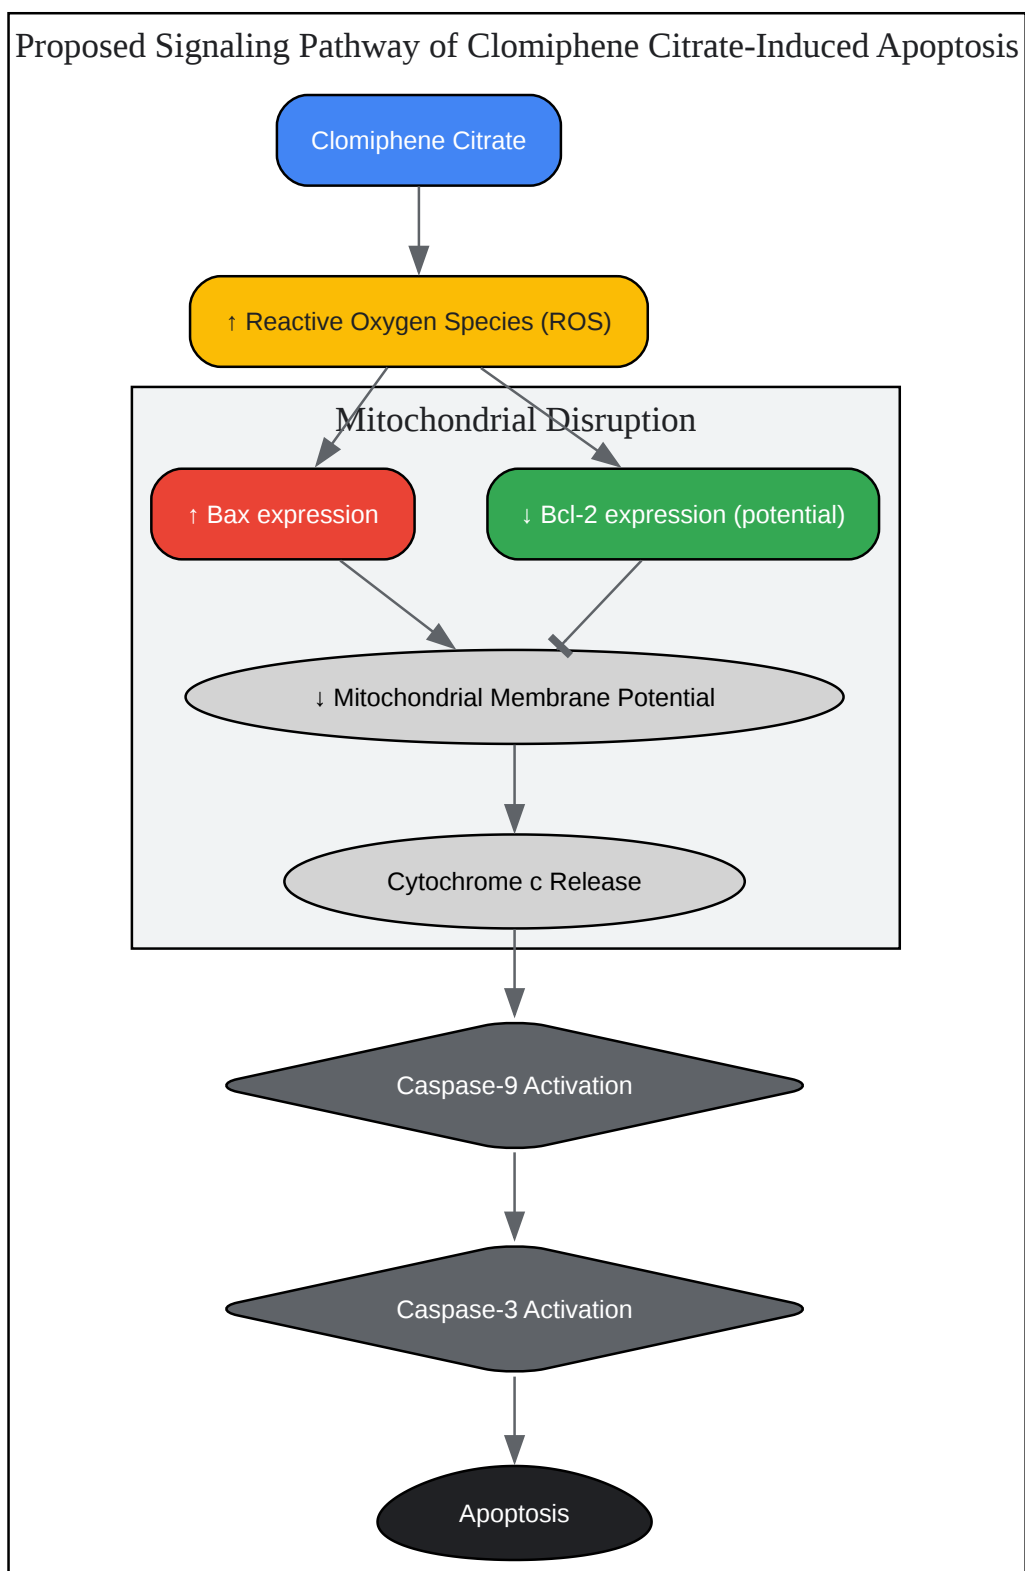 Proposed Signaling Pathway of Clomiphene Citrate-Induced Apoptosis
Clomiphene Citrate
↑ Reactive Oxygen Species (ROS)
Mitochondrial Disruption
↑ Bax expression
↓ Bcl-2 expression (potential)
↓ Mitochondrial Membrane Potential
Cytochrome c Release
Caspase-9 Activation
Caspase-3 Activation
Apoptosis